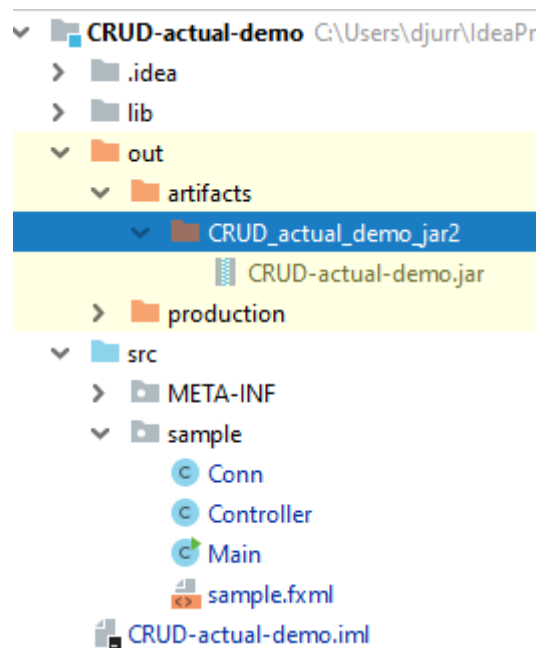 CRUD-actual-demo C:\Users\djurr\IdeaPr
.idea
lib
out
artifacts
CRUD_actual_demo_jar2
CRUD-actual-demo.jar
production
src
META-INF
sample
Conn
Controller
Main
sample.fxml
CRUD-actual-demo.iml